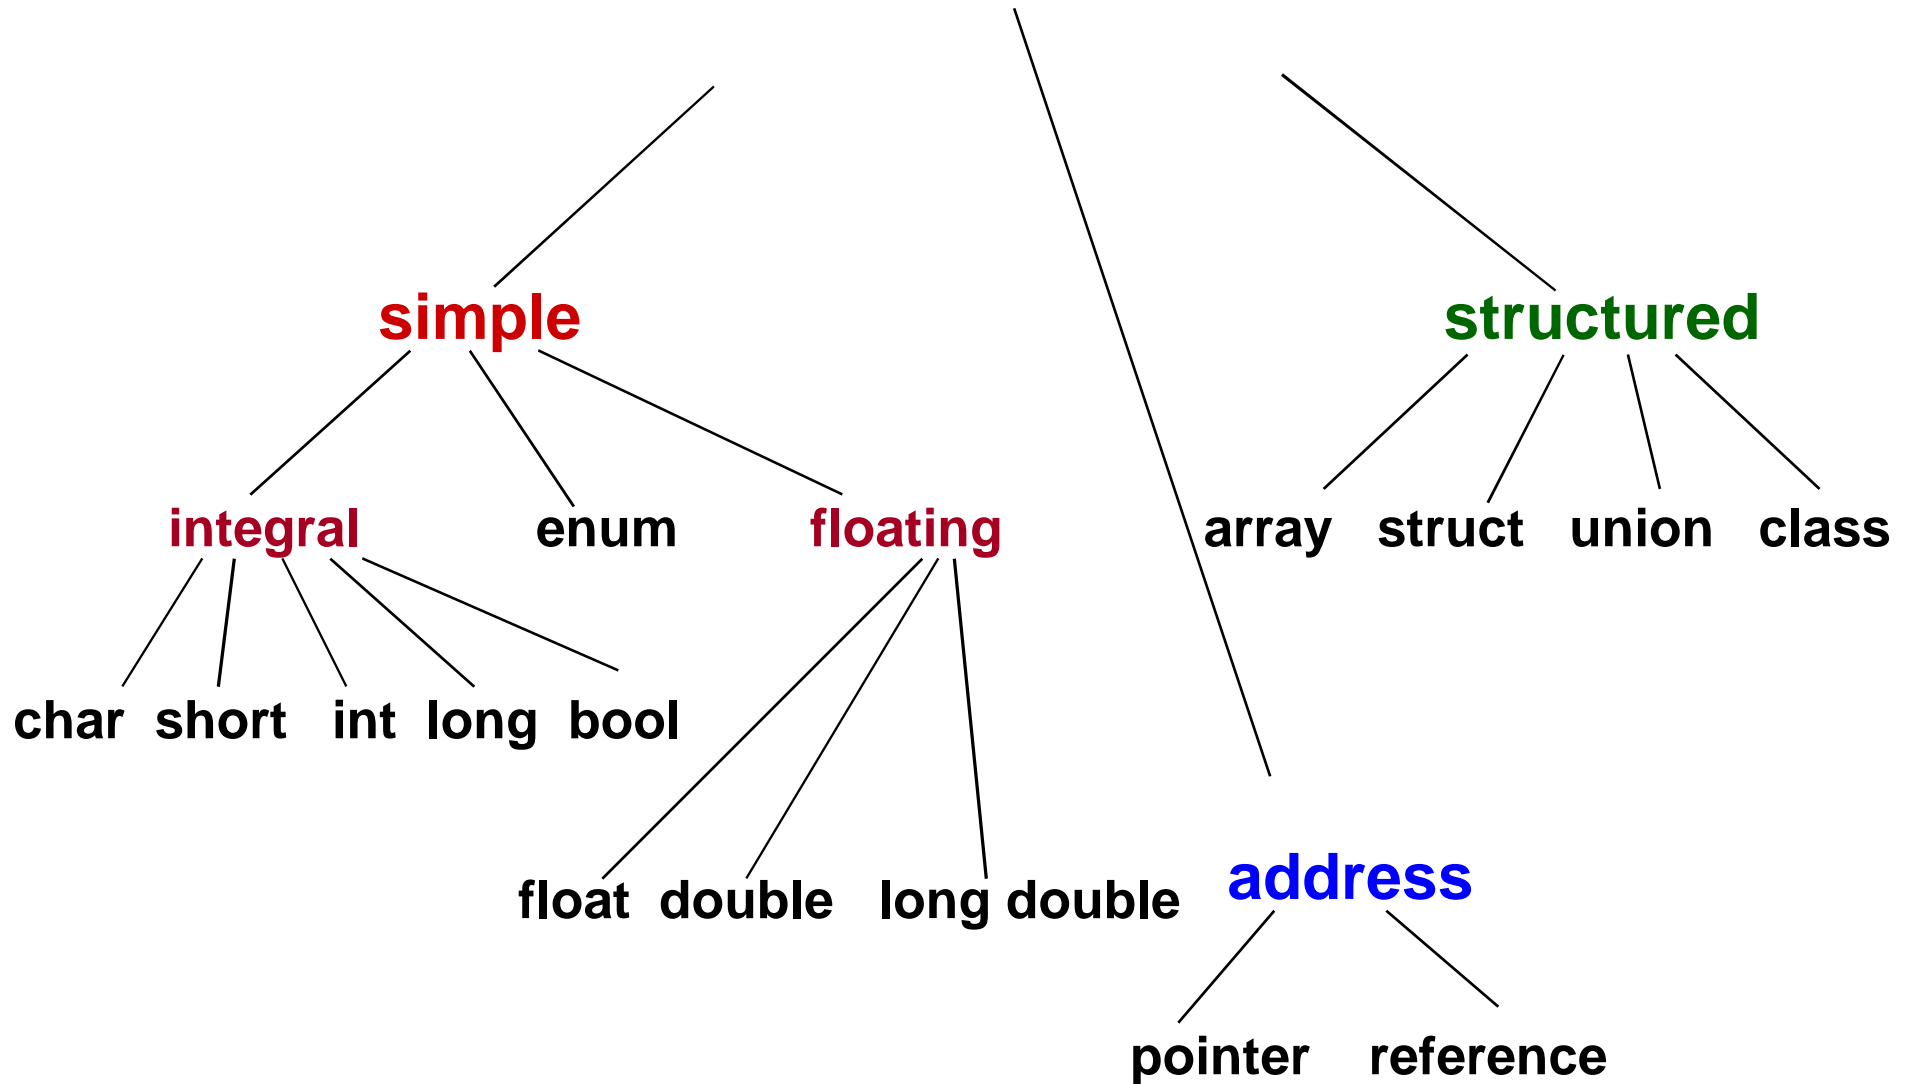 simple structured
integral enum floating array struct union class
char short int long bool
float double long double address
pointer reference